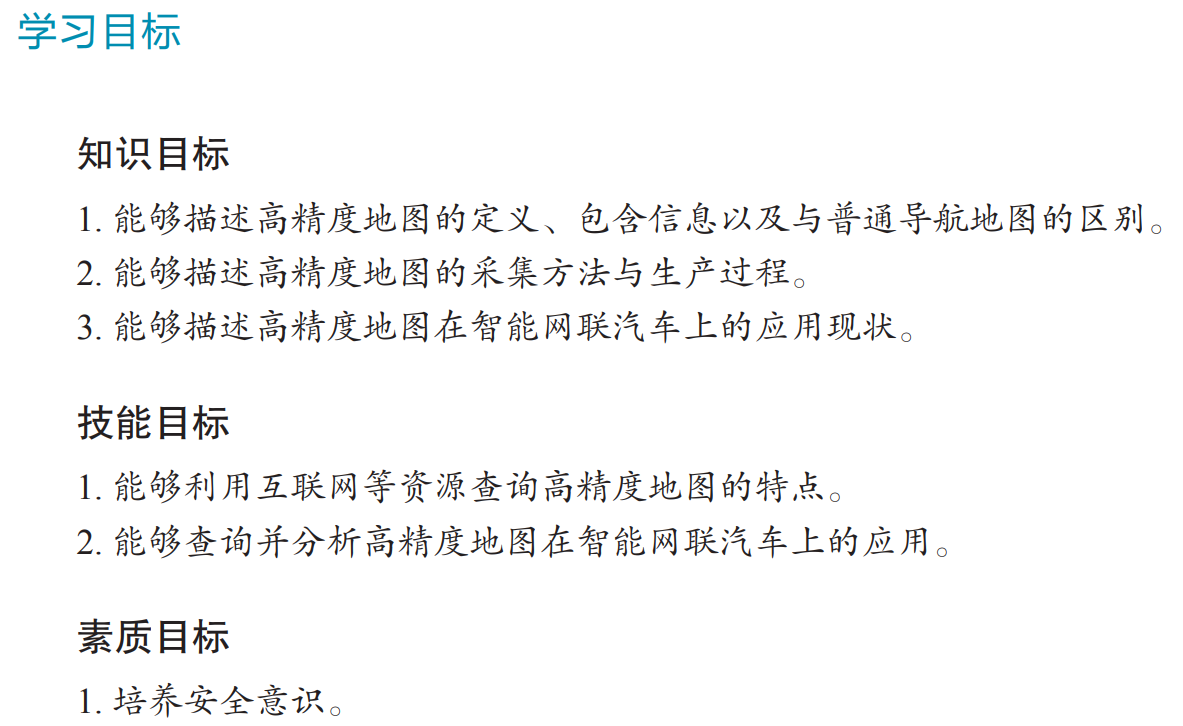 学习目标
知识目标
1. 能够描述高精度地图的定义、包含信息以及与普通导航地图的区别。
2. 能够描述高精度地图的采集方法与生产过程。
3. 能够描述高精度地图在智能网联汽车上的应用现状。
技能目标
1. 能够利用互联网等资源查询高精度地图的特点。
2. 能够查询并分析高精度地图在智能网联汽车上的应用。
素质目标
1. 培养安全意识。